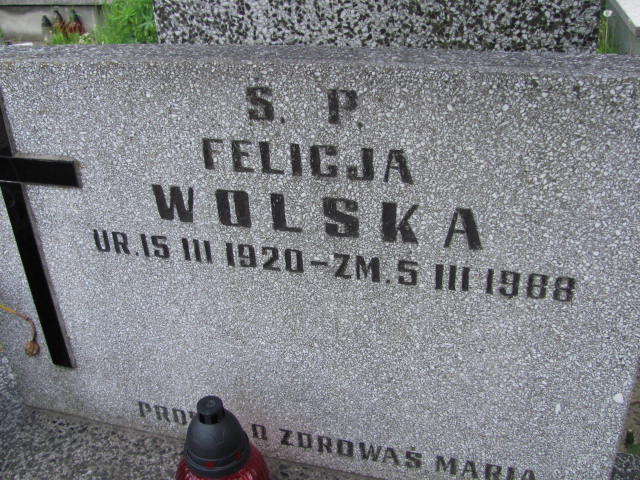 Ś. P.
FELICJA
WOLSKA
UR. 15 III 1920 - ZM. 5 III 1988
ZDROWAŚ MARIA